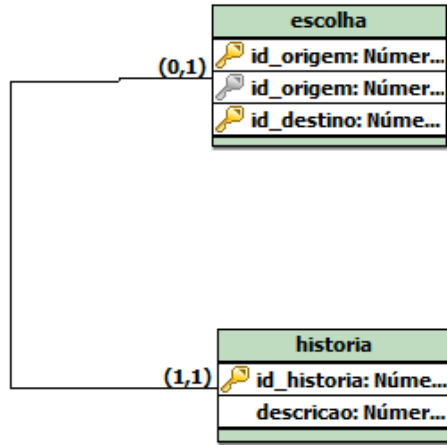 escolha
(0,1)
id_origem: Númer...
id_origem: Númer...
id_destino: Núme...
historia
(1,1)
id_historia: Núme...
descricao: Númer...